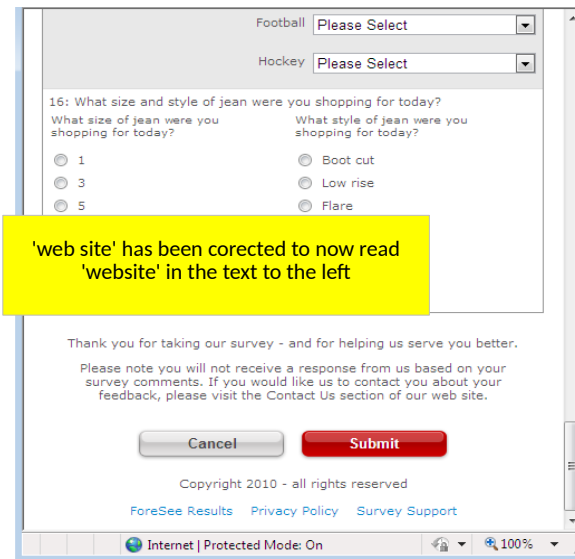 Football Please Select
Hockey Please Select
16: What size and style of jean were you shopping for today?
What size of jean were you
shopping for today?
What style of jean were you
shopping for today?
1
3
5
Boot cut
Low rise
Flare
'web site' has been corected to now read
'website' in the text to the left
Thank you for taking our survey - and for helping us serve you better.
Please note you will not receive a response from us based on your
survey comments. If you would like us to contact you about your
feedback, please visit the Contact Us section of our web site.
Cancel Submit
Copyright 2010 - all rights reserved
ForeSee Results Privacy Policy Survey Support
Internet | Protected Mode: On 100%